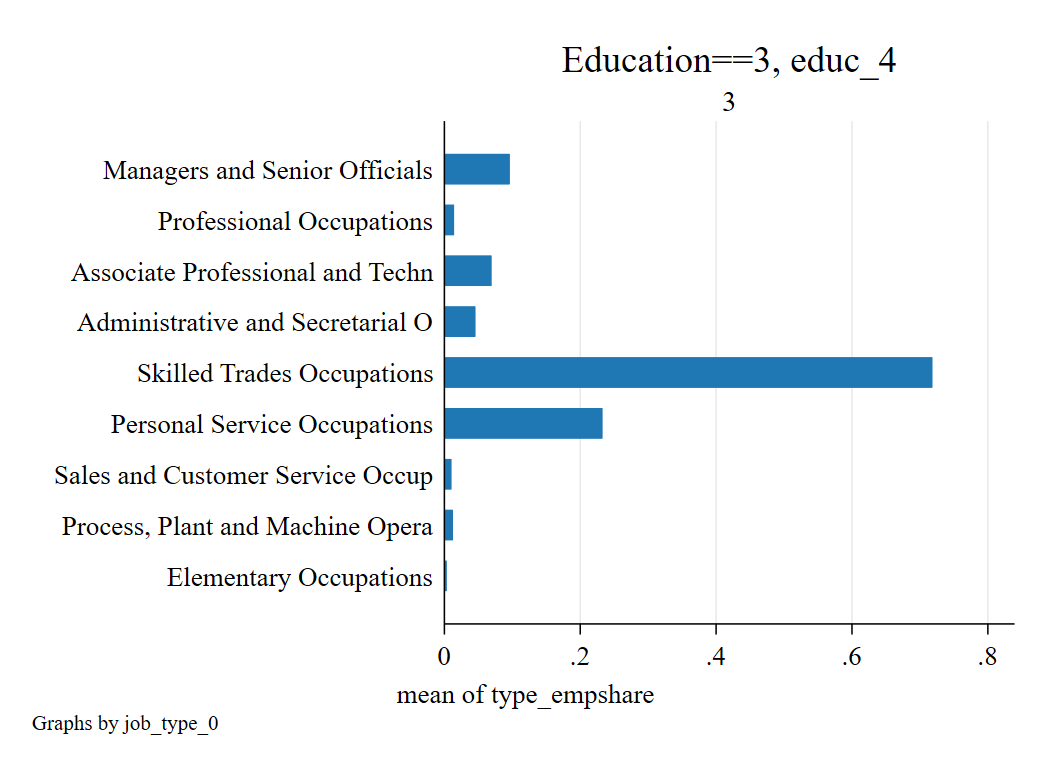 Education==3, educ_4
3
Managers and Senior Officials
Professional Occupations
Associate Professional and Techn
Administrative and Secretarial O
Skilled Trades Occupations
Personal Service Occupations
Sales and Customer Service Occup
Process, Plant and Machine Opera
Elementary Occupations
0 .2 .4 .6 .8
mean of type_empshare
Graphs by job_type_0